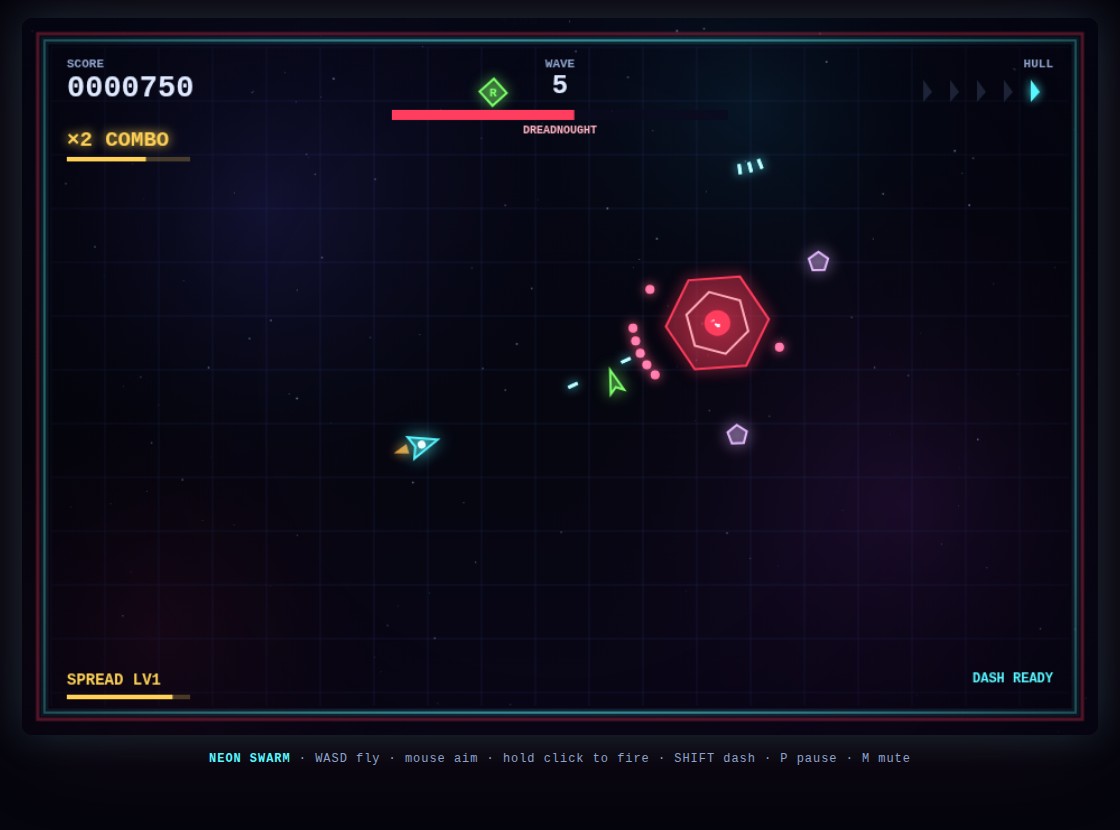 SCORE
0000750
×2 COMBO
R
WAVE
5
DREADNOUGHT
HULL
SPREAD LV1
DASH READY
NEON SWARM · WASD fly · mouse aim · hold click to fire · SHIFT dash · P pause · M mute